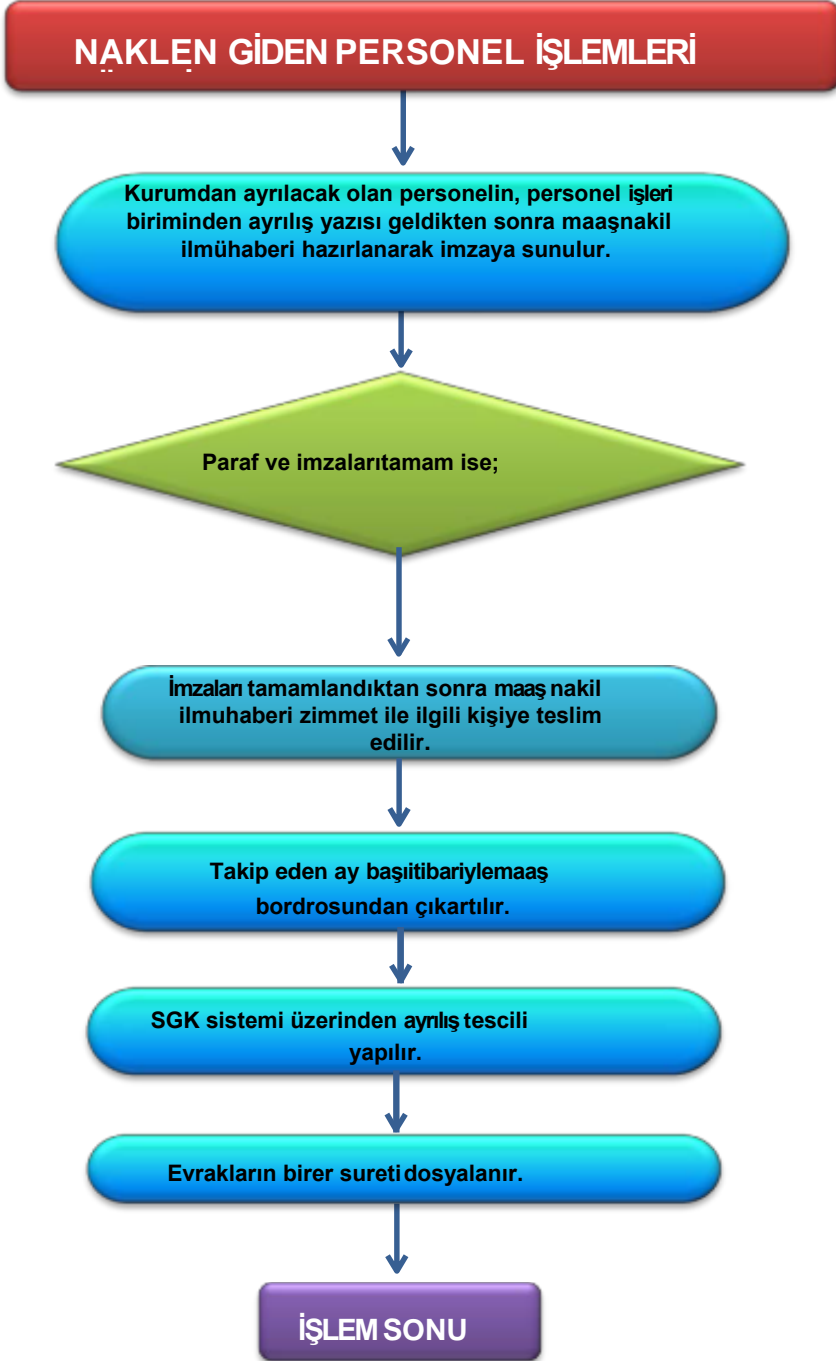 NAKLEN GİDEN PERSONEL İŞLEMLERİ
Kurumdan ayrılacak olan personelin, personel işleri
biriminden ayrılış yazısı geldikten sonra maaşnakil
ilmühaberi hazırlanarak imzaya sunulur.
Paraf ve imzalarıtamam ise;
İmzaları tamamlandıktan sonra maaş nakil
ilmuhaberi zimmet ile ilgili kişiye teslim
edilir.
Takip eden ay başıitibariylemaaş
bordrosundan çıkartılır.
SGK sistemi üzerinden ayrılış tescili
yapılır.
Evrakların birer sureti dosyalanır.
İŞLEM SONU